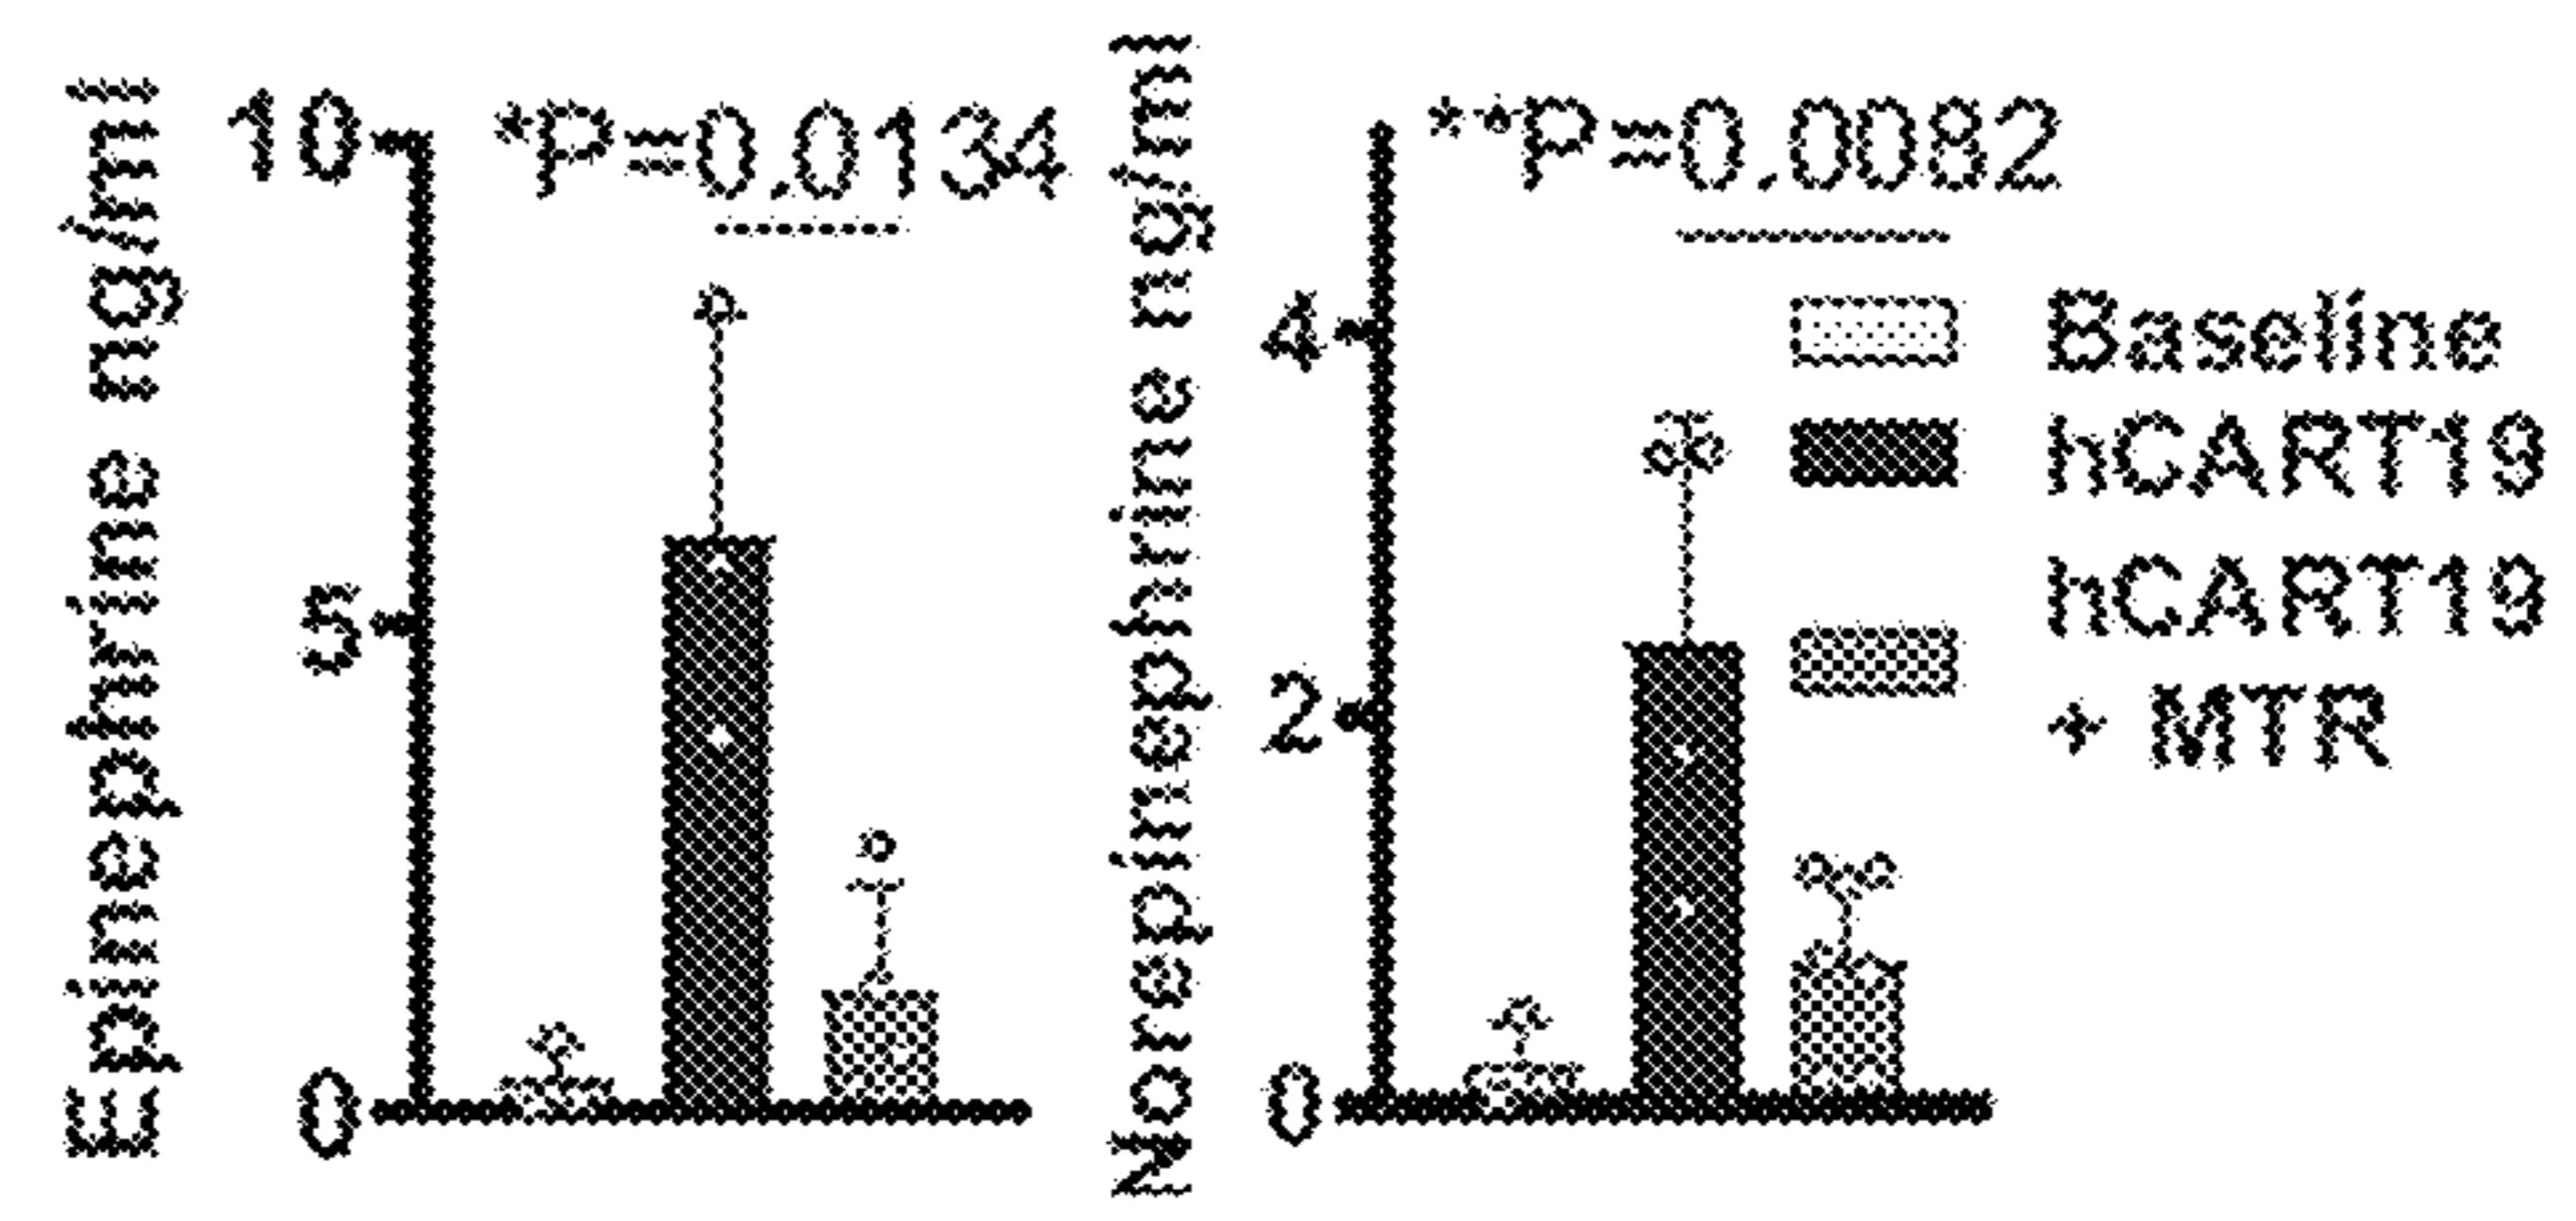 Epinephrine ng/ml
10
5
0
*P=0.0134
Norepinephrine ng/ml
4
2
0
**P=0.0082
Baseline
hCART19
hCART19
+ MTR